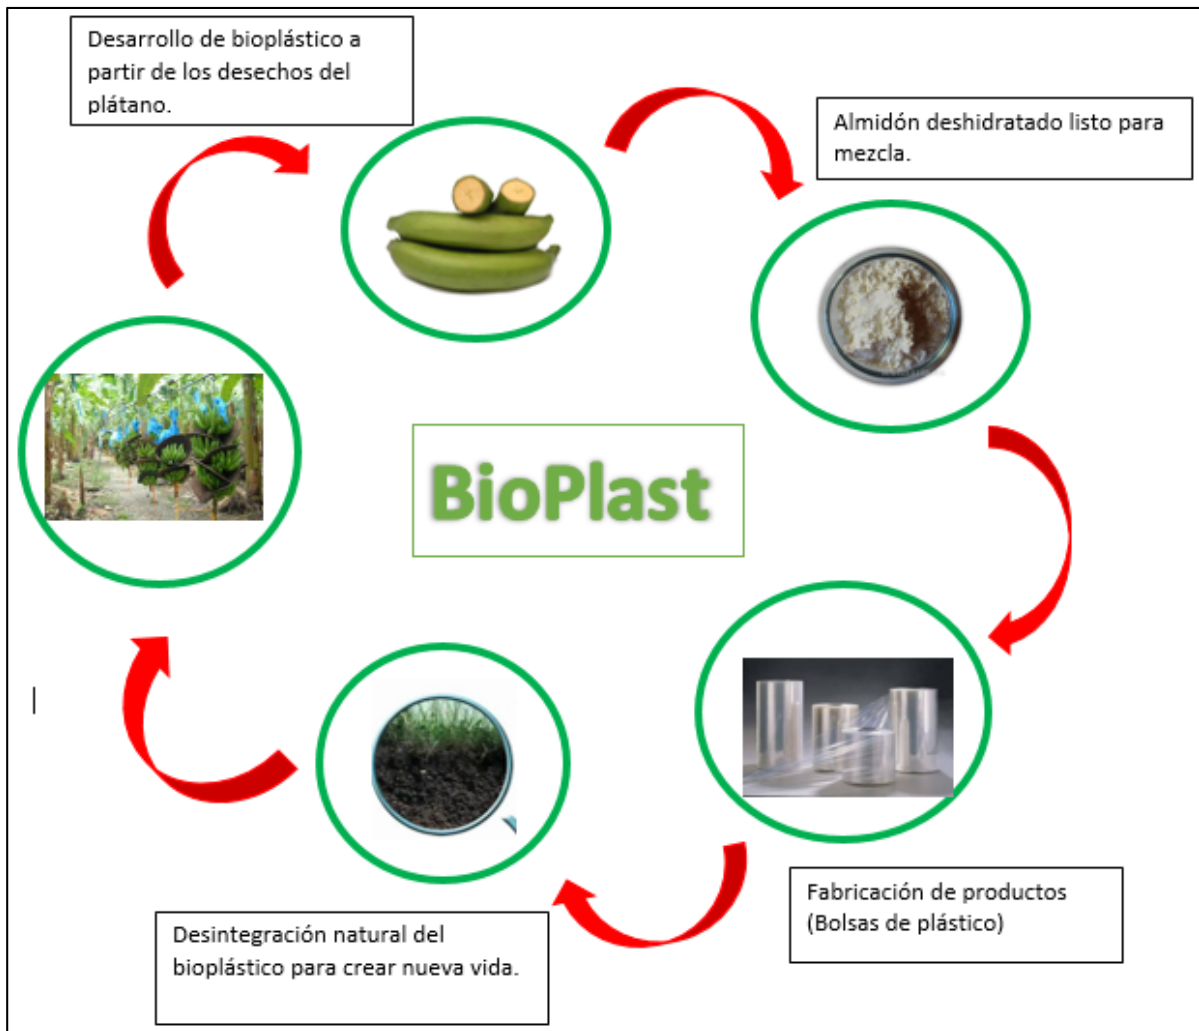 Desarrollo de bioplástico a
partir de los desechos del
plátano.
Almidón deshidratado listo para
mezcla.
BioPlast
Fabricación de productos
(Bolsas de plástico)
Desintegración natural del
bioplástico para crear nueva vida.